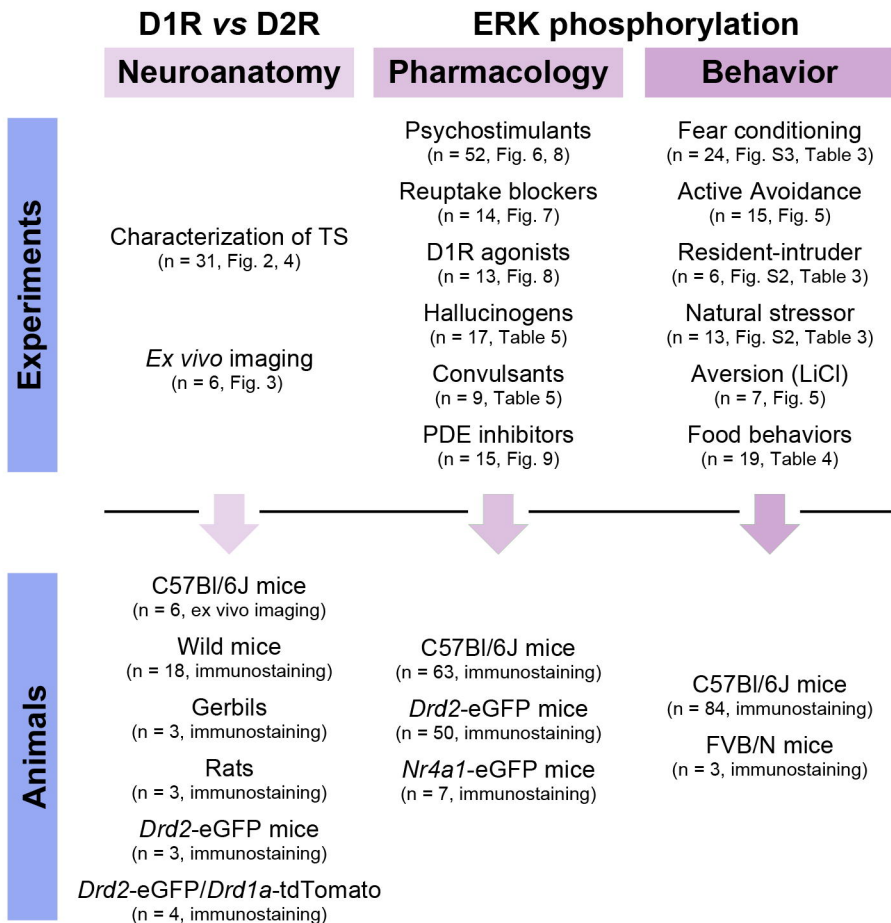 D1R vs D2R
ERK phosphorylation
Neuroanatomy
Pharmacology
Behavior
Experiments
Characterization of TS
(n = 31, Fig. 2, 4)
Ex vivo imaging
(n = 6, Fig. 3)
Psychostimulants
(n = 52, Fig. 6, 8)
Reuptake blockers
(n = 14, Fig. 7)
D1R agonists
(n = 13, Fig. 8)
Hallucinogens
(n = 17, Table 5)
Convulsants
(n = 9, Table 5)
PDE inhibitors
(n = 15, Fig. 9)
Fear conditioning
(n = 24, Fig. S3, Table 3)
Active Avoidance
(n = 15, Fig. 5)
Resident-intruder
(n = 6, Fig. S2, Table 3)
Natural stressor
(n = 13, Fig. S2, Table 3)
Aversion (LiCl)
(n = 7, Fig. 5)
Food behaviors
(n = 19, Table 4)
Animals
C57Bl/6J mice
(n = 6, ex vivo imaging)
Wild mice
(n = 18, immunostaining)
Gerbils
(n = 3, immunostaining)
Rats
(n = 3, immunostaining)
Drd2-eGFP mice
(n = 3, immunostaining)
Drd2-eGFP/Drd1a-tdTomato
(n = 4, immunostaining)
C57Bl/6J mice
(n = 63, immunostaining)
Drd2-eGFP mice
(n = 50, immunostaining)
Nr4a1-eGFP mice
(n = 7, immunostaining)
C57Bl/6J mice
(n = 84, immunostaining)
FVB/N mice
(n = 3, immunostaining)